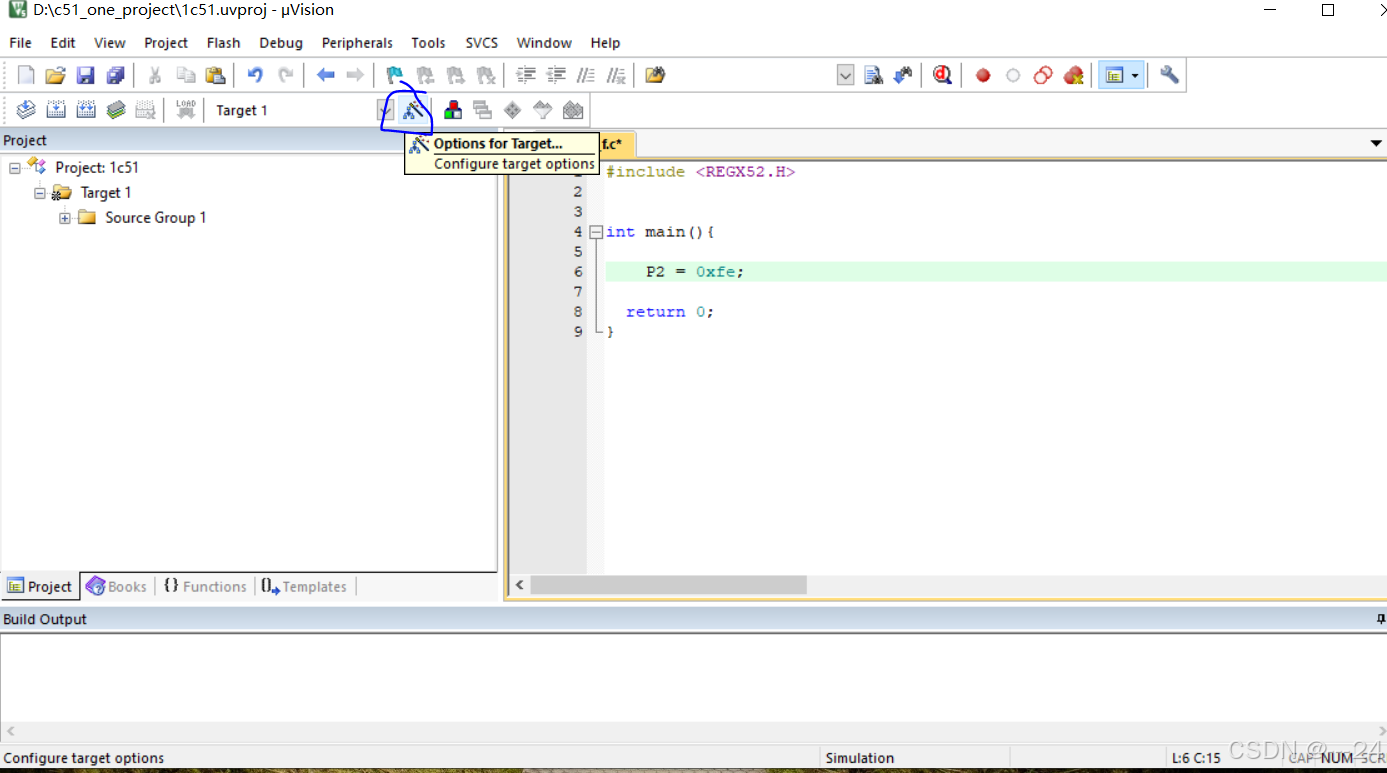 D:\c51_one_project\1c51.uvproj - µVision
File Edit View Project Flash Debug Peripherals Tools SVCS Window Help
LOAD Target 1
Project
Options for Target...
Configure target options
f.c*
Project: 1c51
Target 1
Source Group 1
1 #include <REGX52.H>
2
3
4 int main(){
5
6 P2 = 0xfe;
7
8 return 0;
9 }
Project Books {} Functions Templates
Build Output
Configure target options Simulation L:6 C:15 CAP NUM SCR
CSDN @---24